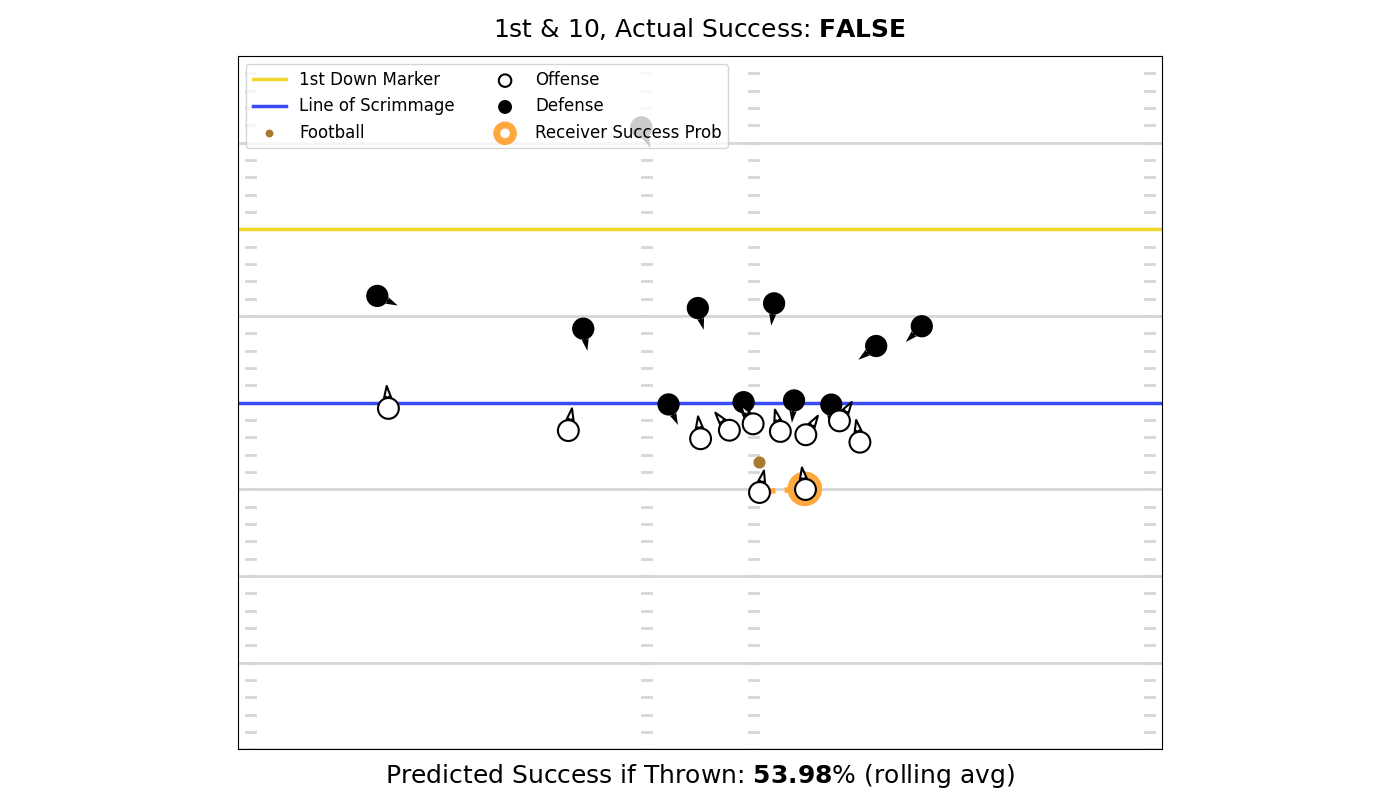 1st & 10, Actual Success: FALSE
1st Down Marker
Line of Scrimmage
Football
Offense
Defense
Receiver Success Prob
Predicted Success if Thrown: 53.98% (rolling avg)